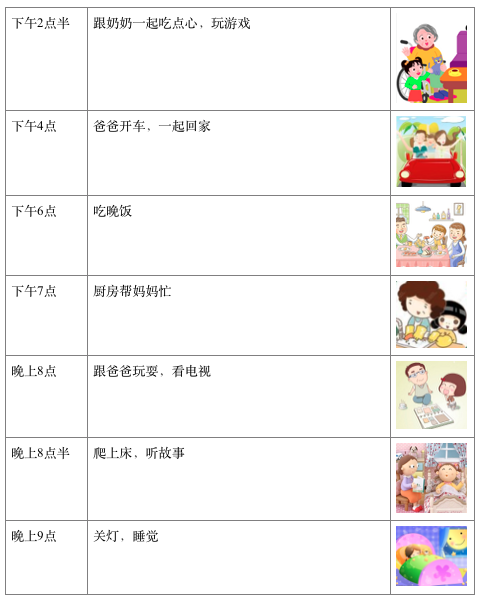 下午2点半 跟奶奶一起吃点心，玩游戏
下午4点 爸爸开车，一起回家
下午6点 吃晚饭
下午7点 厨房帮妈妈忙
晚上8点 跟爸爸玩耍，看电视
晚上8点半 爬上床，听故事
晚上9点 关灯，睡觉